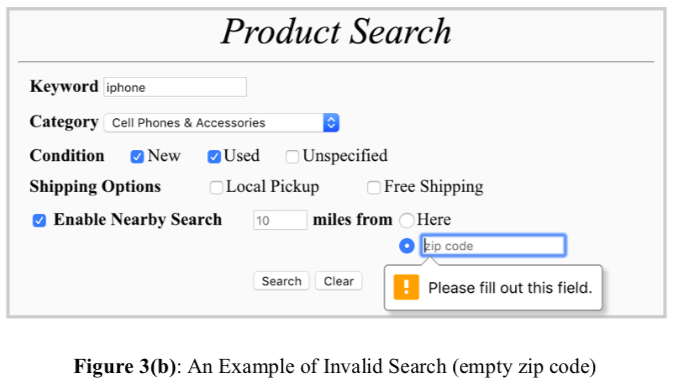 Product Search
Keyword iphone
Category Cell Phones & Accessories
Condition New Used Unspecified
Shipping Options Local Pickup Free Shipping
Enable Nearby Search 10 miles from Here
zip code
Search Clear
! Please fill out this field.
Figure 3(b): An Example of Invalid Search (empty zip code)